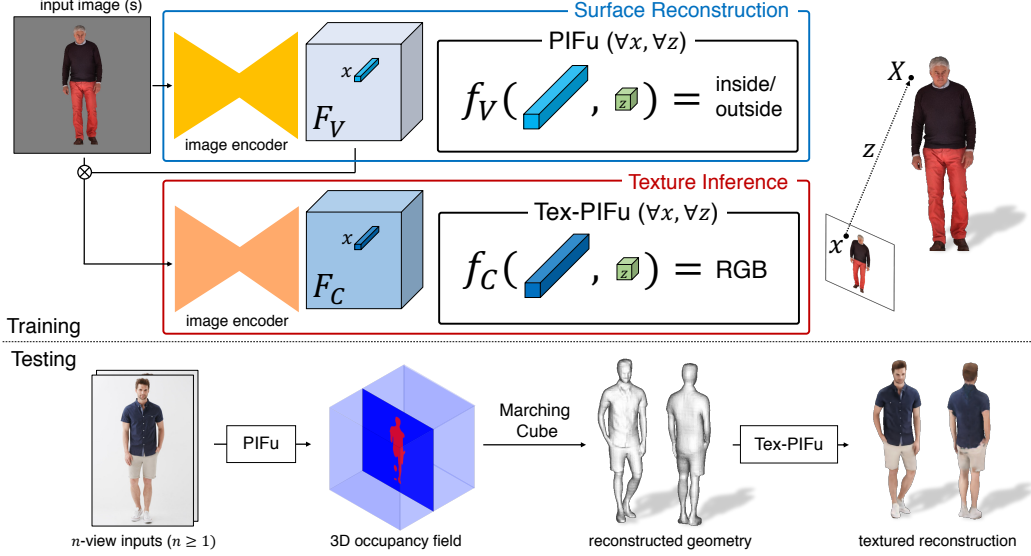 input image (s)
Surface Reconstruction
PIFu (∀x, ∀z)
x
F_V
image encoder
f_V( , z ) = inside/
outside
X
z
x
Texture Inference
Tex-PIFu (∀x, ∀z)
x
F_C
image encoder
f_C( , z ) = RGB
Training
Testing
PIFu
Marching
Cube
Tex-PIFu
n-view inputs (n ≥ 1)
3D occupancy field
reconstructed geometry
textured reconstruction